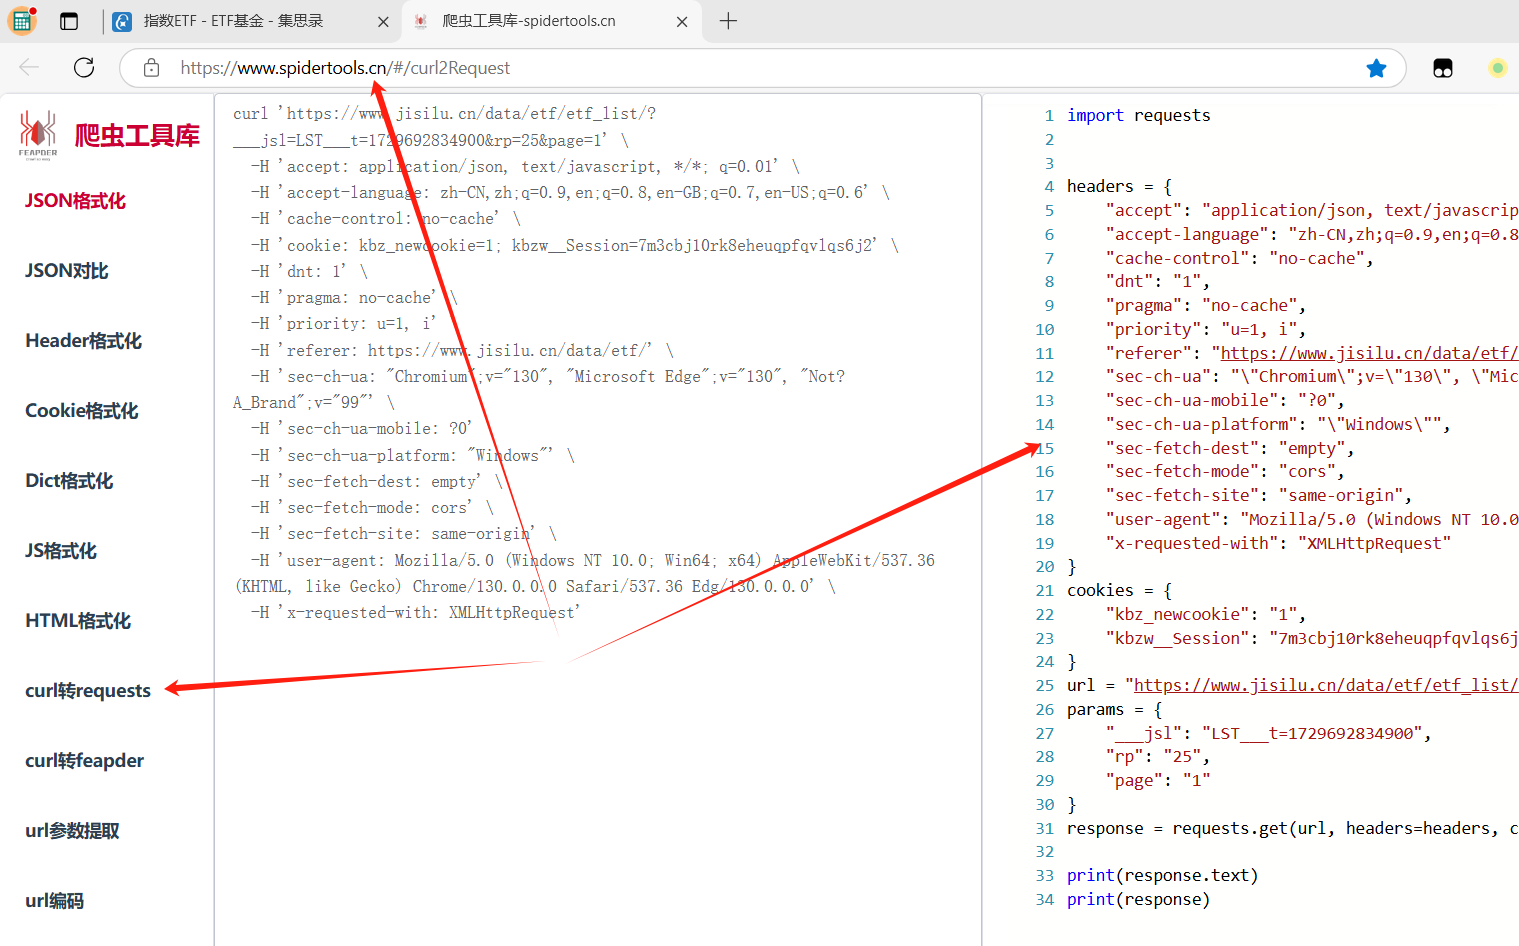 指数ETF - ETF基金 - 集思录
爬虫工具库-spidertools.cn
https://www.spidertools.cn/#/curl2Request
FEAPDER
爬虫工具库
JSON格式化
JSON对比
Header格式化
Cookie格式化
Dict格式化
JS格式化
HTML格式化
curl转requests
curl转feapder
url参数提取
url编码
curl 'https://www.jisilu.cn/data/etf/etf_list/?
___jsl=LST___t=1729692834900&rp=25&page=1' \
-H 'accept: application/json, text/javascript, */*; q=0.01' \
-H 'accept-language: zh-CN,zh;q=0.9,en;q=0.8,en-GB;q=0.7,en-US;q=0.6' \
-H 'cache-control: no-cache' \
-H 'cookie: kbz_newcookie=1; kbzw__Session=7m3cbj10rk8eheuqpfqvlqs6j2' \
-H 'dnt: 1' \
-H 'pragma: no-cache' \
-H 'priority: u=1, i'
-H 'referer: https://www.jisilu.cn/data/etf/' \
-H 'sec-ch-ua: "Chromium";v="130", "Microsoft Edge";v="130", "Not?
A_Brand";v="99"' \
-H 'sec-ch-ua-mobile: ?0'
-H 'sec-ch-ua-platform: "Windows"' \
-H 'sec-fetch-dest: empty' \
-H 'sec-fetch-mode: cors' \
-H 'sec-fetch-site: same-origin' \
-H 'user-agent: Mozilla/5.0 (Windows NT 10.0; Win64; x64) AppleWebKit/537.36
(KHTML, like Gecko) Chrome/130.0.0.0 Safari/537.36 Edg/130.0.0.0' \
-H 'x-requested-with: XMLHttpRequest'
1 import requests
2
3
4 headers = {
5 "accept": "application/json, text/javascrip
6 "accept-language": "zh-CN,zh;q=0.9,en;q=0.8
7 "cache-control": "no-cache",
8 "dnt": "1",
9 "pragma": "no-cache",
10 "priority": "u=1, i",
11 "referer": "https://www.jisilu.cn/data/etf/
12 "sec-ch-ua": "\"Chromium\";v=\"130\", \"Mic
13 "sec-ch-ua-mobile": "?0",
14 "sec-ch-ua-platform": "\"Windows\"",
15 "sec-fetch-dest": "empty",
16 "sec-fetch-mode": "cors",
17 "sec-fetch-site": "same-origin",
18 "user-agent": "Mozilla/5.0 (Windows NT 10.0
19 "x-requested-with": "XMLHttpRequest"
20 }
21 cookies = {
22 "kbz_newcookie": "1",
23 "kbzw__Session": "7m3cbj10rk8eheuqpfqvlqs6j
24 }
25 url = "https://www.jisilu.cn/data/etf/etf_list/
26 params = {
27 "___jsl": "LST___t=1729692834900",
28 "rp": "25",
29 "page": "1"
30 }
31 response = requests.get(url, headers=headers, c
32
33 print(response.text)
34 print(response)